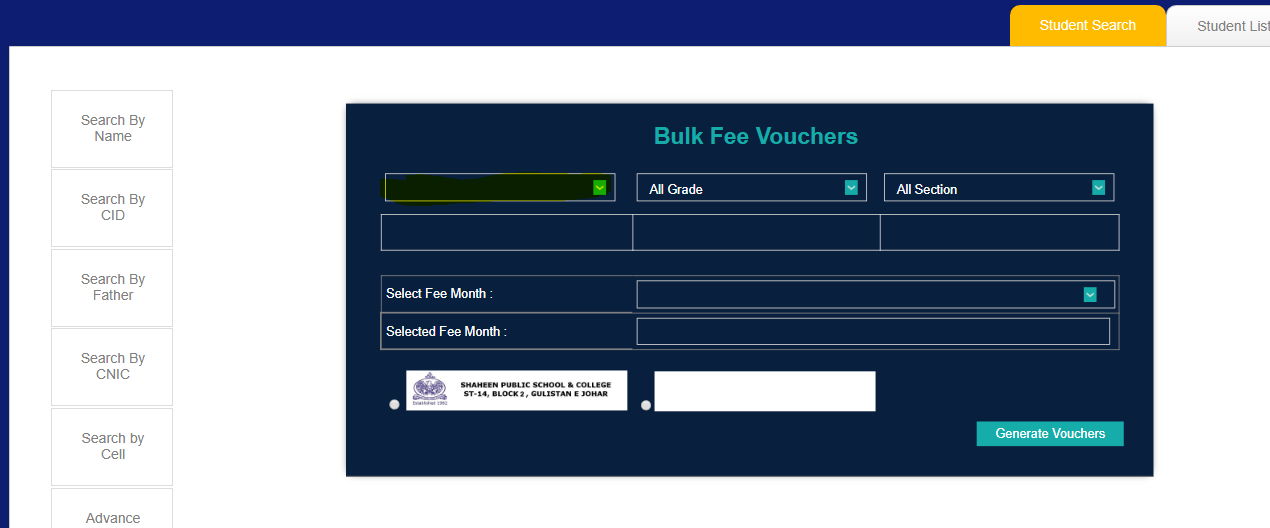 Student Search
Student List
Search By
Name
Search By
CID
Search By
Father
Search By
CNIC
Search by
Cell
Advance
Bulk Fee Vouchers
All Grade
All Section
Select Fee Month :
Selected Fee Month :
SHAHEEN PUBLIC SCHOOL & COLLEGE
ST-14, BLOCK 2, GULISTAN E JOHAR
Established 1982
Generate Vouchers